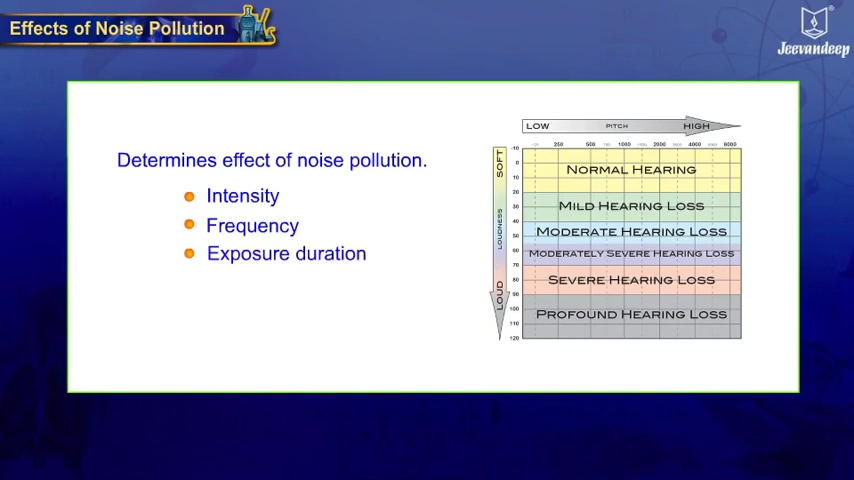 Effects of Noise Pollution
Jeevandeep
Determines effect of noise pollution.
Intensity
Frequency
Exposure duration
LOW PITCH HIGH
250 500 1000 2000 4000 8000
SOFT
LOUDNESS
LOUD
-10
0
10
20
30
40
50
60
70
80
90
100
110
120
NORMAL HEARING
MILD HEARING LOSS
MODERATE HEARING LOSS
MODERATELY SEVERE HEARING LOSS
SEVERE HEARING LOSS
PROFOUND HEARING LOSS